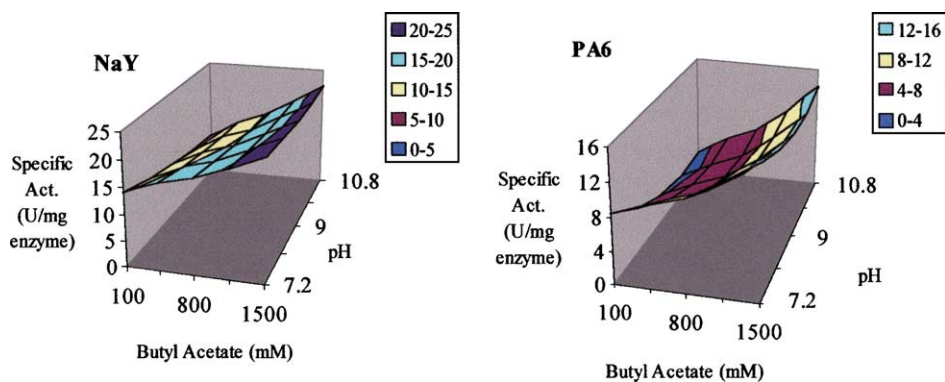 NaY
20-25
15-20
10-15
5-10
0-5
25
20
15
10
5
0
Specific
Act.
(U/mg
enzyme)
100
800
1500
7.2
9
10.8
pH
Butyl Acetate (mM)
PA6
12-16
8-12
4-8
0-4
16
12
8
4
0
Specific
Act.
(U/mg
enzyme)
100
800
1500
7.2
9
10.8
pH
Butyl Acetate (mM)